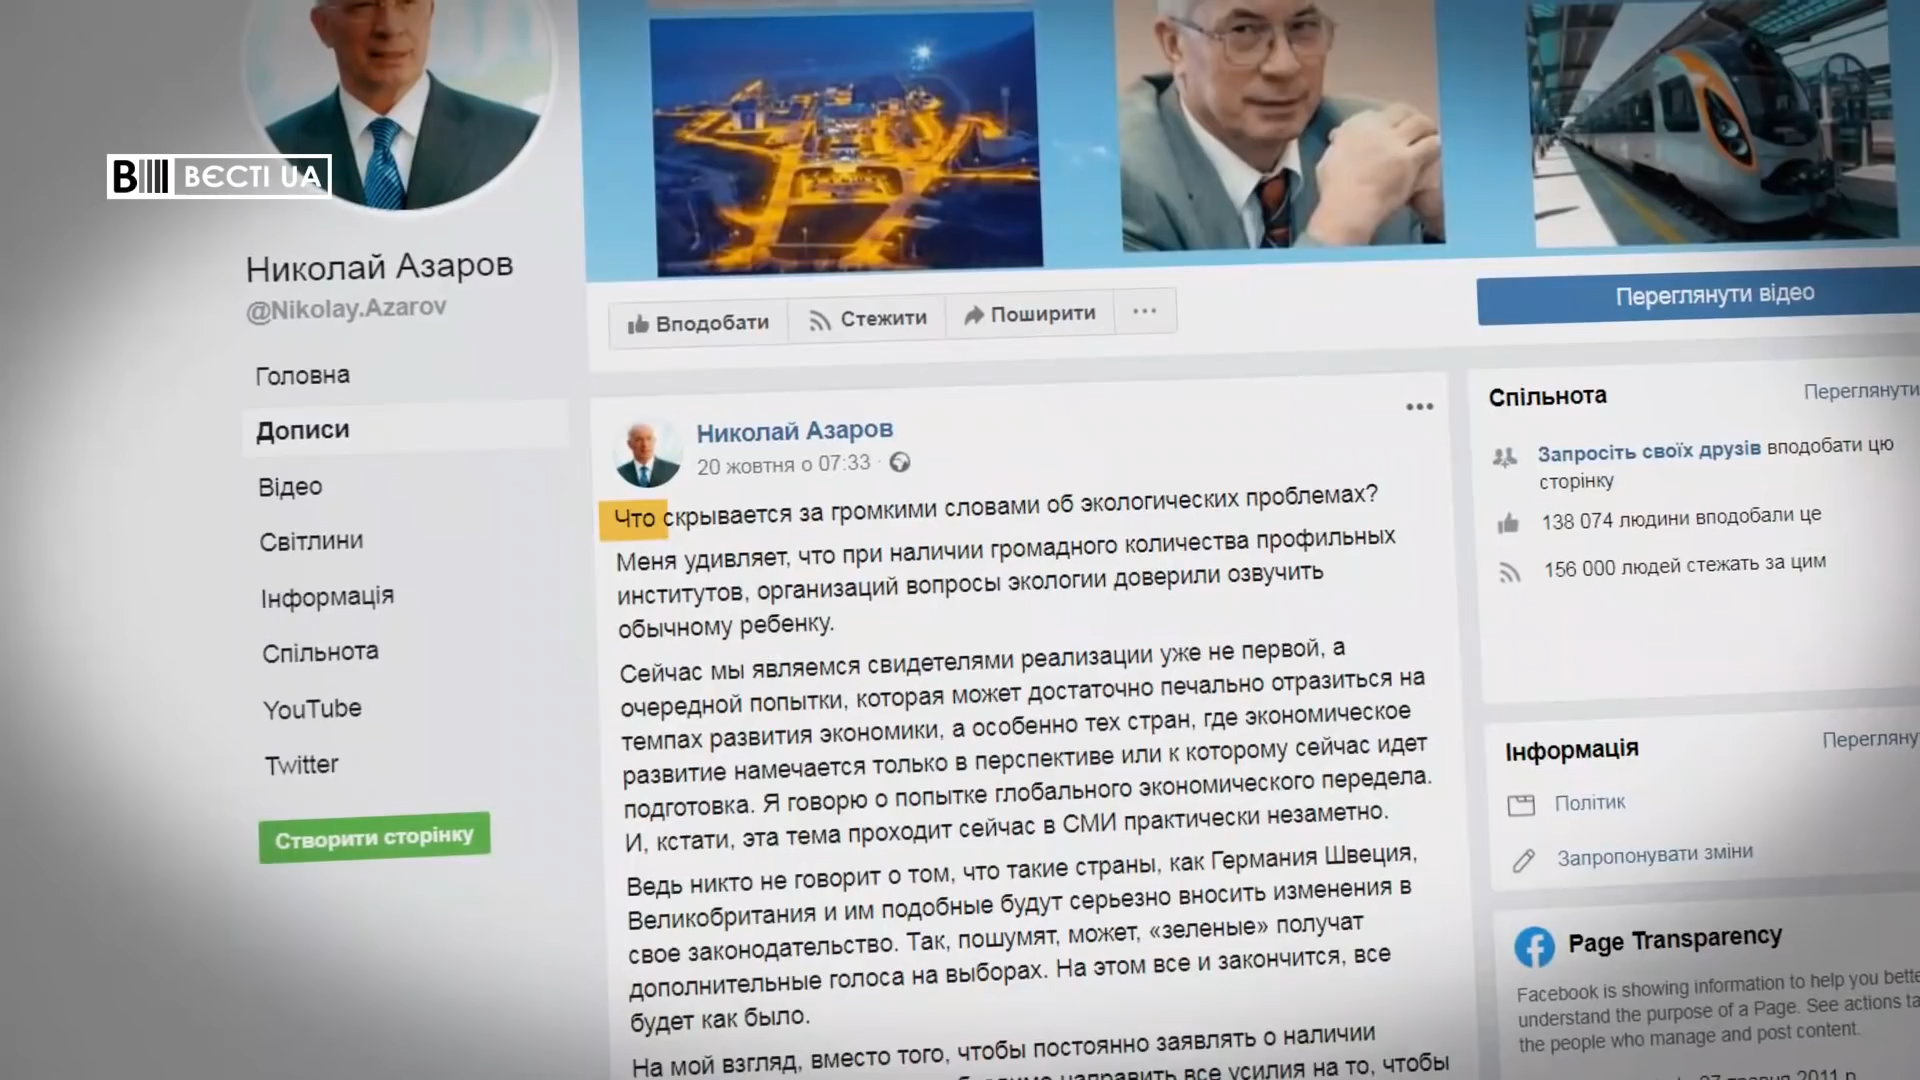 ВЄСТІ UA
Николай Азаров
@Nikolay.Azarov
Головна
Дописи
Відео
Світлини
Інформація
Спільнота
YouTube
Twitter
Створити сторінку
Вподобати
Стежити
Поширити
Переглянути відео
Николай Азаров
20 жовтня о 07:33
Что скрывается за громкими словами об экологических проблемах?
Меня удивляет, что при наличии громадного количества профильных
институтов, организаций вопросы экологии доверили озвучить
обычному ребенку.
Сейчас мы являемся свидетелями реализации уже не первой, а
очередной попытки, которая может достаточно печально отразиться на
темпах развития экономики, а особенно тех стран, где экономическое
развитие намечается только в перспективе или к которому сейчас идет
подготовка. Я говорю о попытке глобального экономического передела.
И, кстати, эта тема проходит сейчас в СМИ практически незаметно.
Ведь никто не говорит о том, что такие страны, как Германия Швеция,
Великобритания и им подобные будут серьезно вносить изменения в
свое законодательство. Так, пошумят, может, «зеленые» получат
дополнительные голоса на выборах. На этом все и закончится, все
будет как было.
На мой взгляд, вместо того, чтобы постоянно заявлять о наличии
направить все усилия на то, чтобы
Спільнота
Переглянути
Запросіть своїх друзів вподобати цю
сторінку
138 074 людини вподобали це
156 000 людей стежать за цим
Інформація
Політик
Запропонувати зміни
Page Transparency
Facebook is showing information to help you
understand the purpose of a Page. See actions
the people who manage and post content.
2011 р.